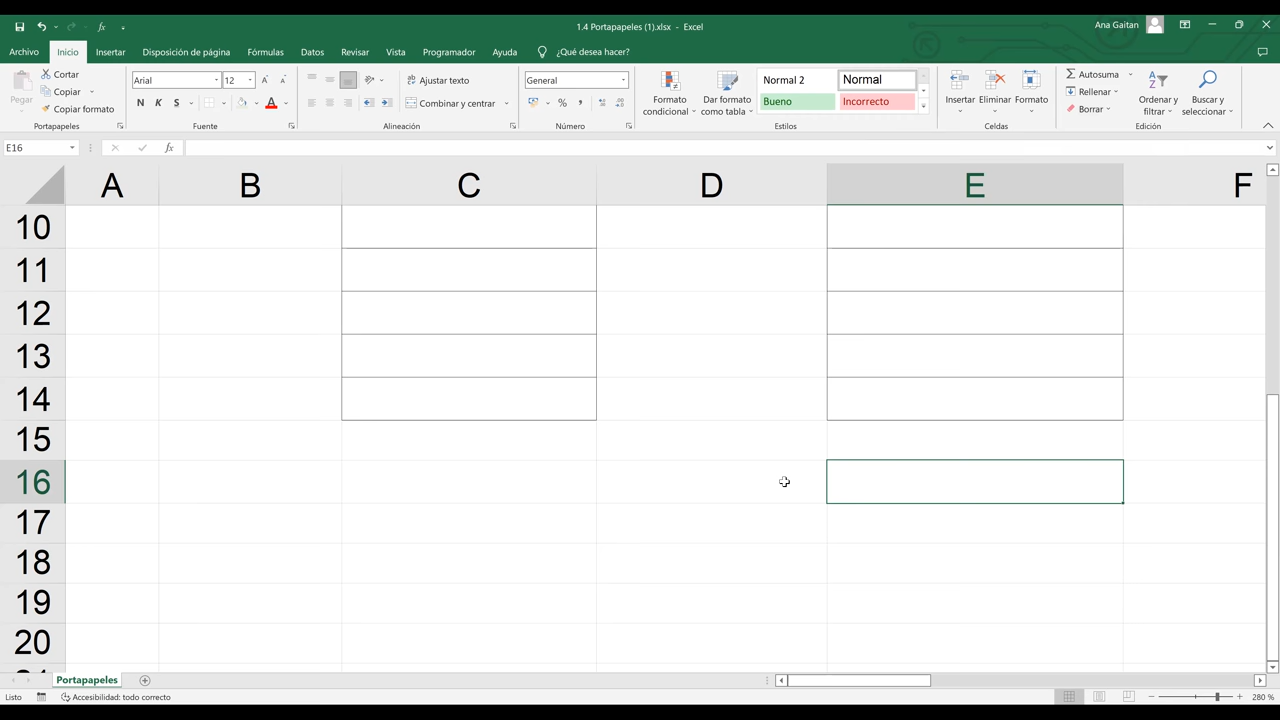 1.4 Portapapeles (1).xlsx - Excel
Ana Gaitan
Archivo Inicio Insertar Disposición de página Fórmulas Datos Revisar Vista Programador Ayuda ¿Qué desea hacer?
Pegar
Cortar
Copiar
Copiar formato
Portapapeles
Arial 12
N K S
Fuente
Ajustar texto
Combinar y centrar
Alineación
General
Número
Formato condicional
Dar formato como tabla
Normal 2 Normal
Bueno Incorrecto
Estilos
Insertar Eliminar Formato
Celdas
Autosuma
Rellenar
Borrar
Ordenar y filtrar
Buscar y seleccionar
Edición
E16 fx
A B C D E F
10
11
12
13
14
15
16
17
18
19
20
Portapapeles
Listo Accesibilidad: todo correcto 280 %